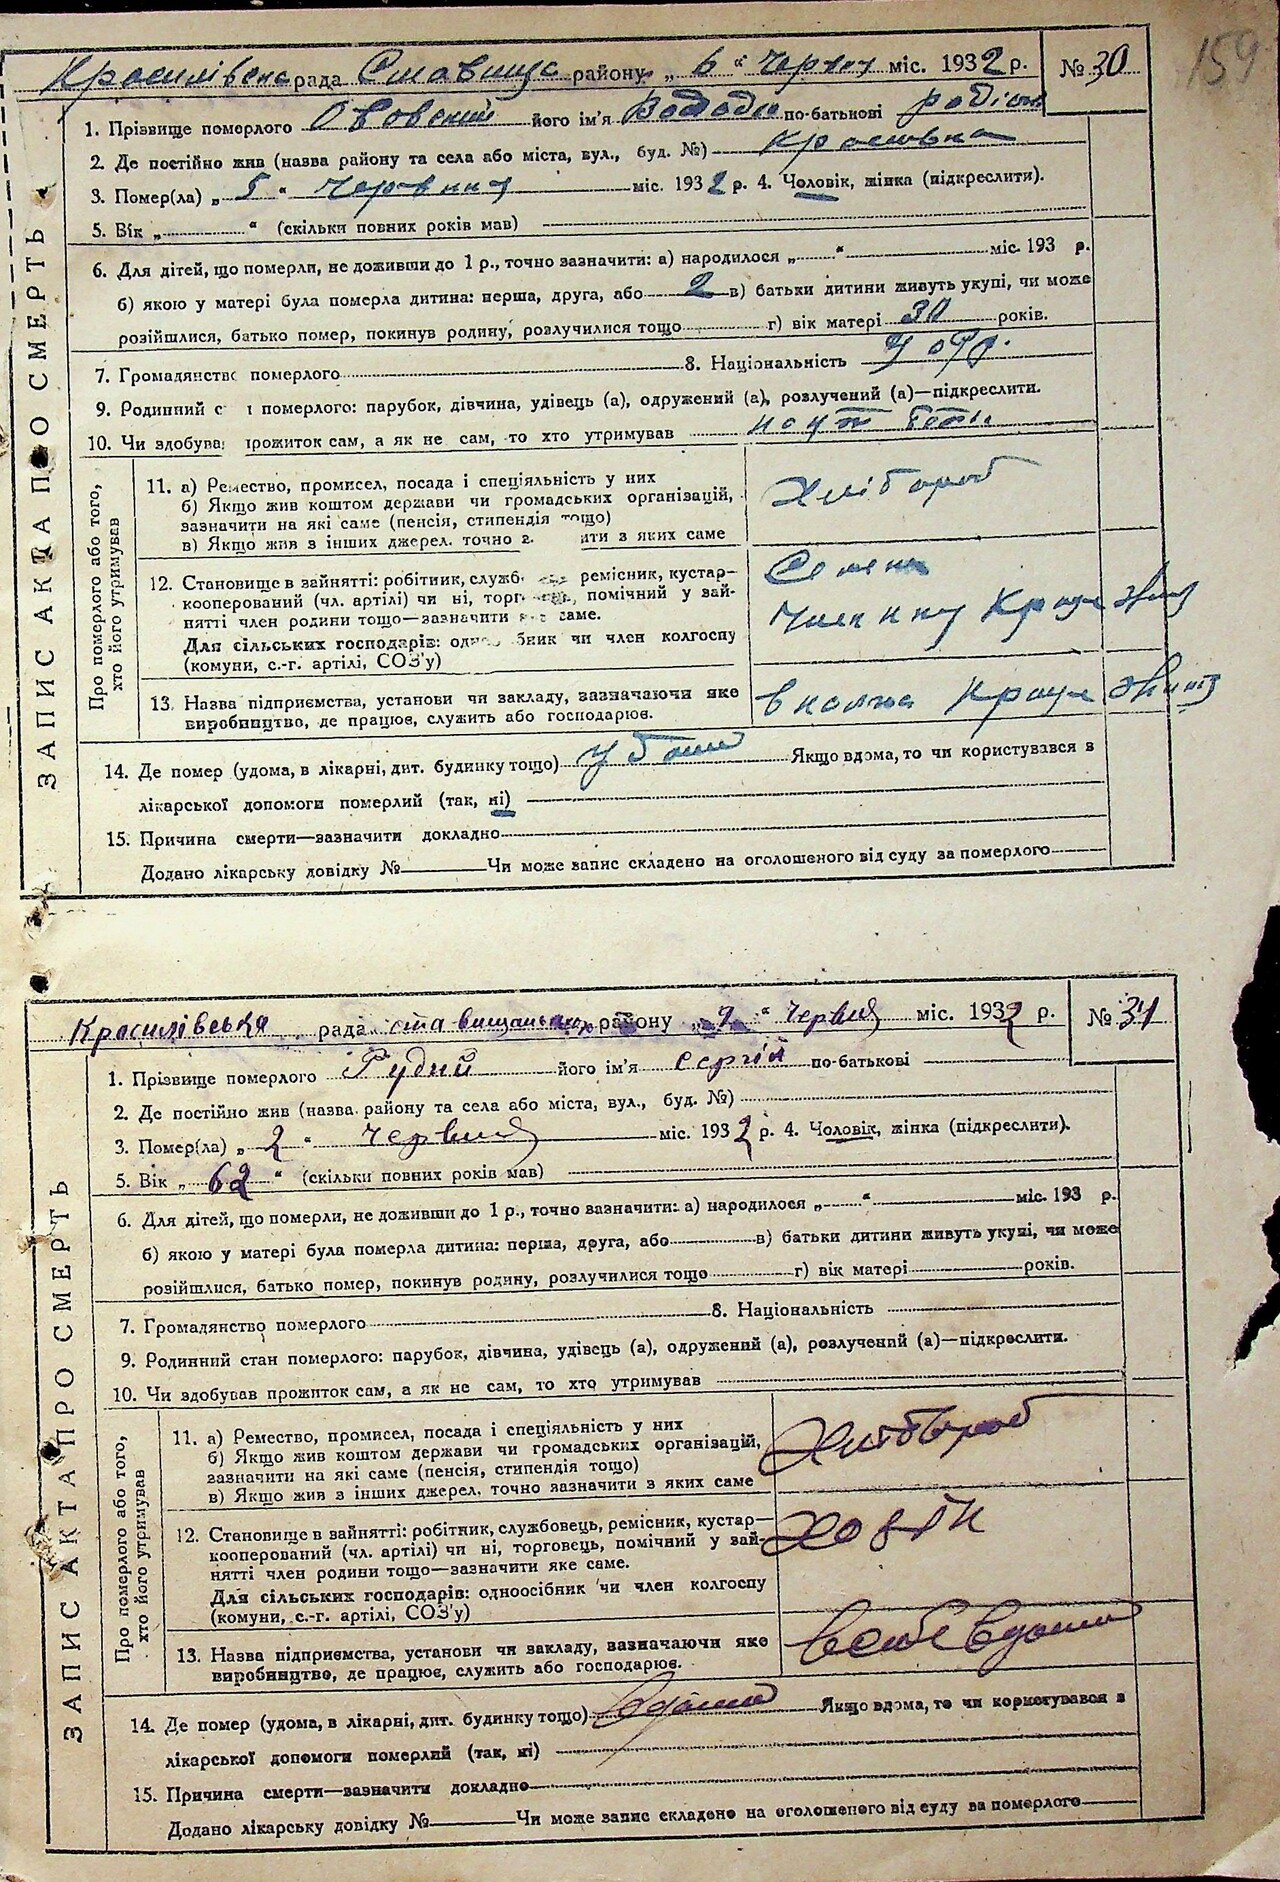 159
рада району „ 6 “ Червня міс. 1932 р. № 30
1. Прізвище померлого його ім'я по-батькові
2. Де постійно жив (назва району та села або міста, вул., буд. №)
3. Помер(ла) „ 5 “ Червня міс. 1932 р. 4. Чоловік, жінка (підкреслити).
5. Вік „ “ (скільки повних років мав)
6. Для дітей, що померли, не доживши до 1 р., точно зазначити: а) народилося „ “ міс. 193 р.
б) якою у матері була померла дитина: перша, друга, або 2 в) батьки дитини живуть укупі, чи може
розійшлися, батько помер, покинув родину, розлучилися тощо г) вік матері 30 років.
7. Громадянство померлого 8. Національність
9. Родинний с померлого: парубок, дівчина, удівець (а), одружений (а), розлучений (а)—підкреслити.
10. Чи здобува прожиток сам, а як не сам, то хто утримував
ЗАПИС АКТА ПРО СМЕРТЬ
Про померлого або того,
хто його утримував
11. а) Ремество, промисел, посада і спеціяльність у них
б) Якщо жив коштом держави чи громадських організацій,
зазначити на які саме (пенсія, стипендія тощо)
в) Якщо жив з інших джерел. точно з ити з яких саме
Хлібороб
12. Становище в зайнятті: робітник, служб ремісник, кустар—
кооперований (чл. артілі) чи ні, торг помічний у зай-
нятті член родини тощо—зазначити саме.
Для сільських господарів: одно бник чи член колгоспу
(комуни, с.-г. артілі, СОЗ'у)
13. Назва підприємства, установи чи закладу, зазначаючи яке
виробництво, де працює, служить або господарює.
14. Де помер (удома, в лікарні, дит. будинку тощо) Якщо вдома, то чи користувався в
лікарської допомоги померлий (так, ні)
15. Причина смерти—зазначити докладно
Додано лікарську довідку № Чи може запис складено на оголошеного від суду за померлого
Красилівська рада району „ 9 “ Червня міс. 1932 р. № 31
1. Прізвище померлого Рудий його ім'я Сергій по-батькові
2. Де постійно жив (назва району та села або міста, вул., буд. №)
3. Помер(ла) „ 2 “ Червня міс. 1932 р. 4. Чоловік, жінка (підкреслити).
5. Вік „ 62 “ (скільки повних років мав)
6. Для дітей, що померли, не доживши до 1 р., точно зазначити: а) народилося „ “ міс. 193 р.
б) якою у матері була померла дитина: перша, друга, або в) батьки дитини живуть укупі, чи може
розійшлися, батько помер, покинув родину, розлучилися тощо г) вік матері років.
7. Громадянство померлого 8. Національність
9. Родинний стан померлого: парубок, дівчина, удівець (а), одружений (а), розлучений (а)—підкреслити.
10. Чи здобував прожиток сам, а як не сам, то хто утримував
ЗАПИС АКТА ПРО СМЕРТЬ
Про померлого або того,
хто його утримував
11. а) Ремество, промисел, посада і спеціяльність у них
б) Якщо жив коштом держави чи громадських організацій,
зазначити на які саме (пенсія, стипендія тощо)
в) Якщо жив з інших джерел. точно зазначити з яких саме
Хлібороб
12. Становище в зайнятті: робітник, службовець, ремісник, кустар—
кооперований (чл. артілі) чи ні, торговець, помічний у зай-
нятті член родини тощо—зазначити яке саме.
Для сільських господарів: одноосібник чи член колгоспу
(комуни, с.-г. артілі, СОЗ'у)
13. Назва підприємства, установи чи закладу, зазначаючи яке
виробництво, де працює, служить або господарює.
14. Де помер (удома, в лікарні, дит. будинку тощо) вдома Якщо вдома, то чи користувався в
лікарської допомоги померлий (так, ні)
15. Причина смерти—зазначити докладно
Додано лікарську довідку № Чи може запис складено на оголошеного від суду за померлого